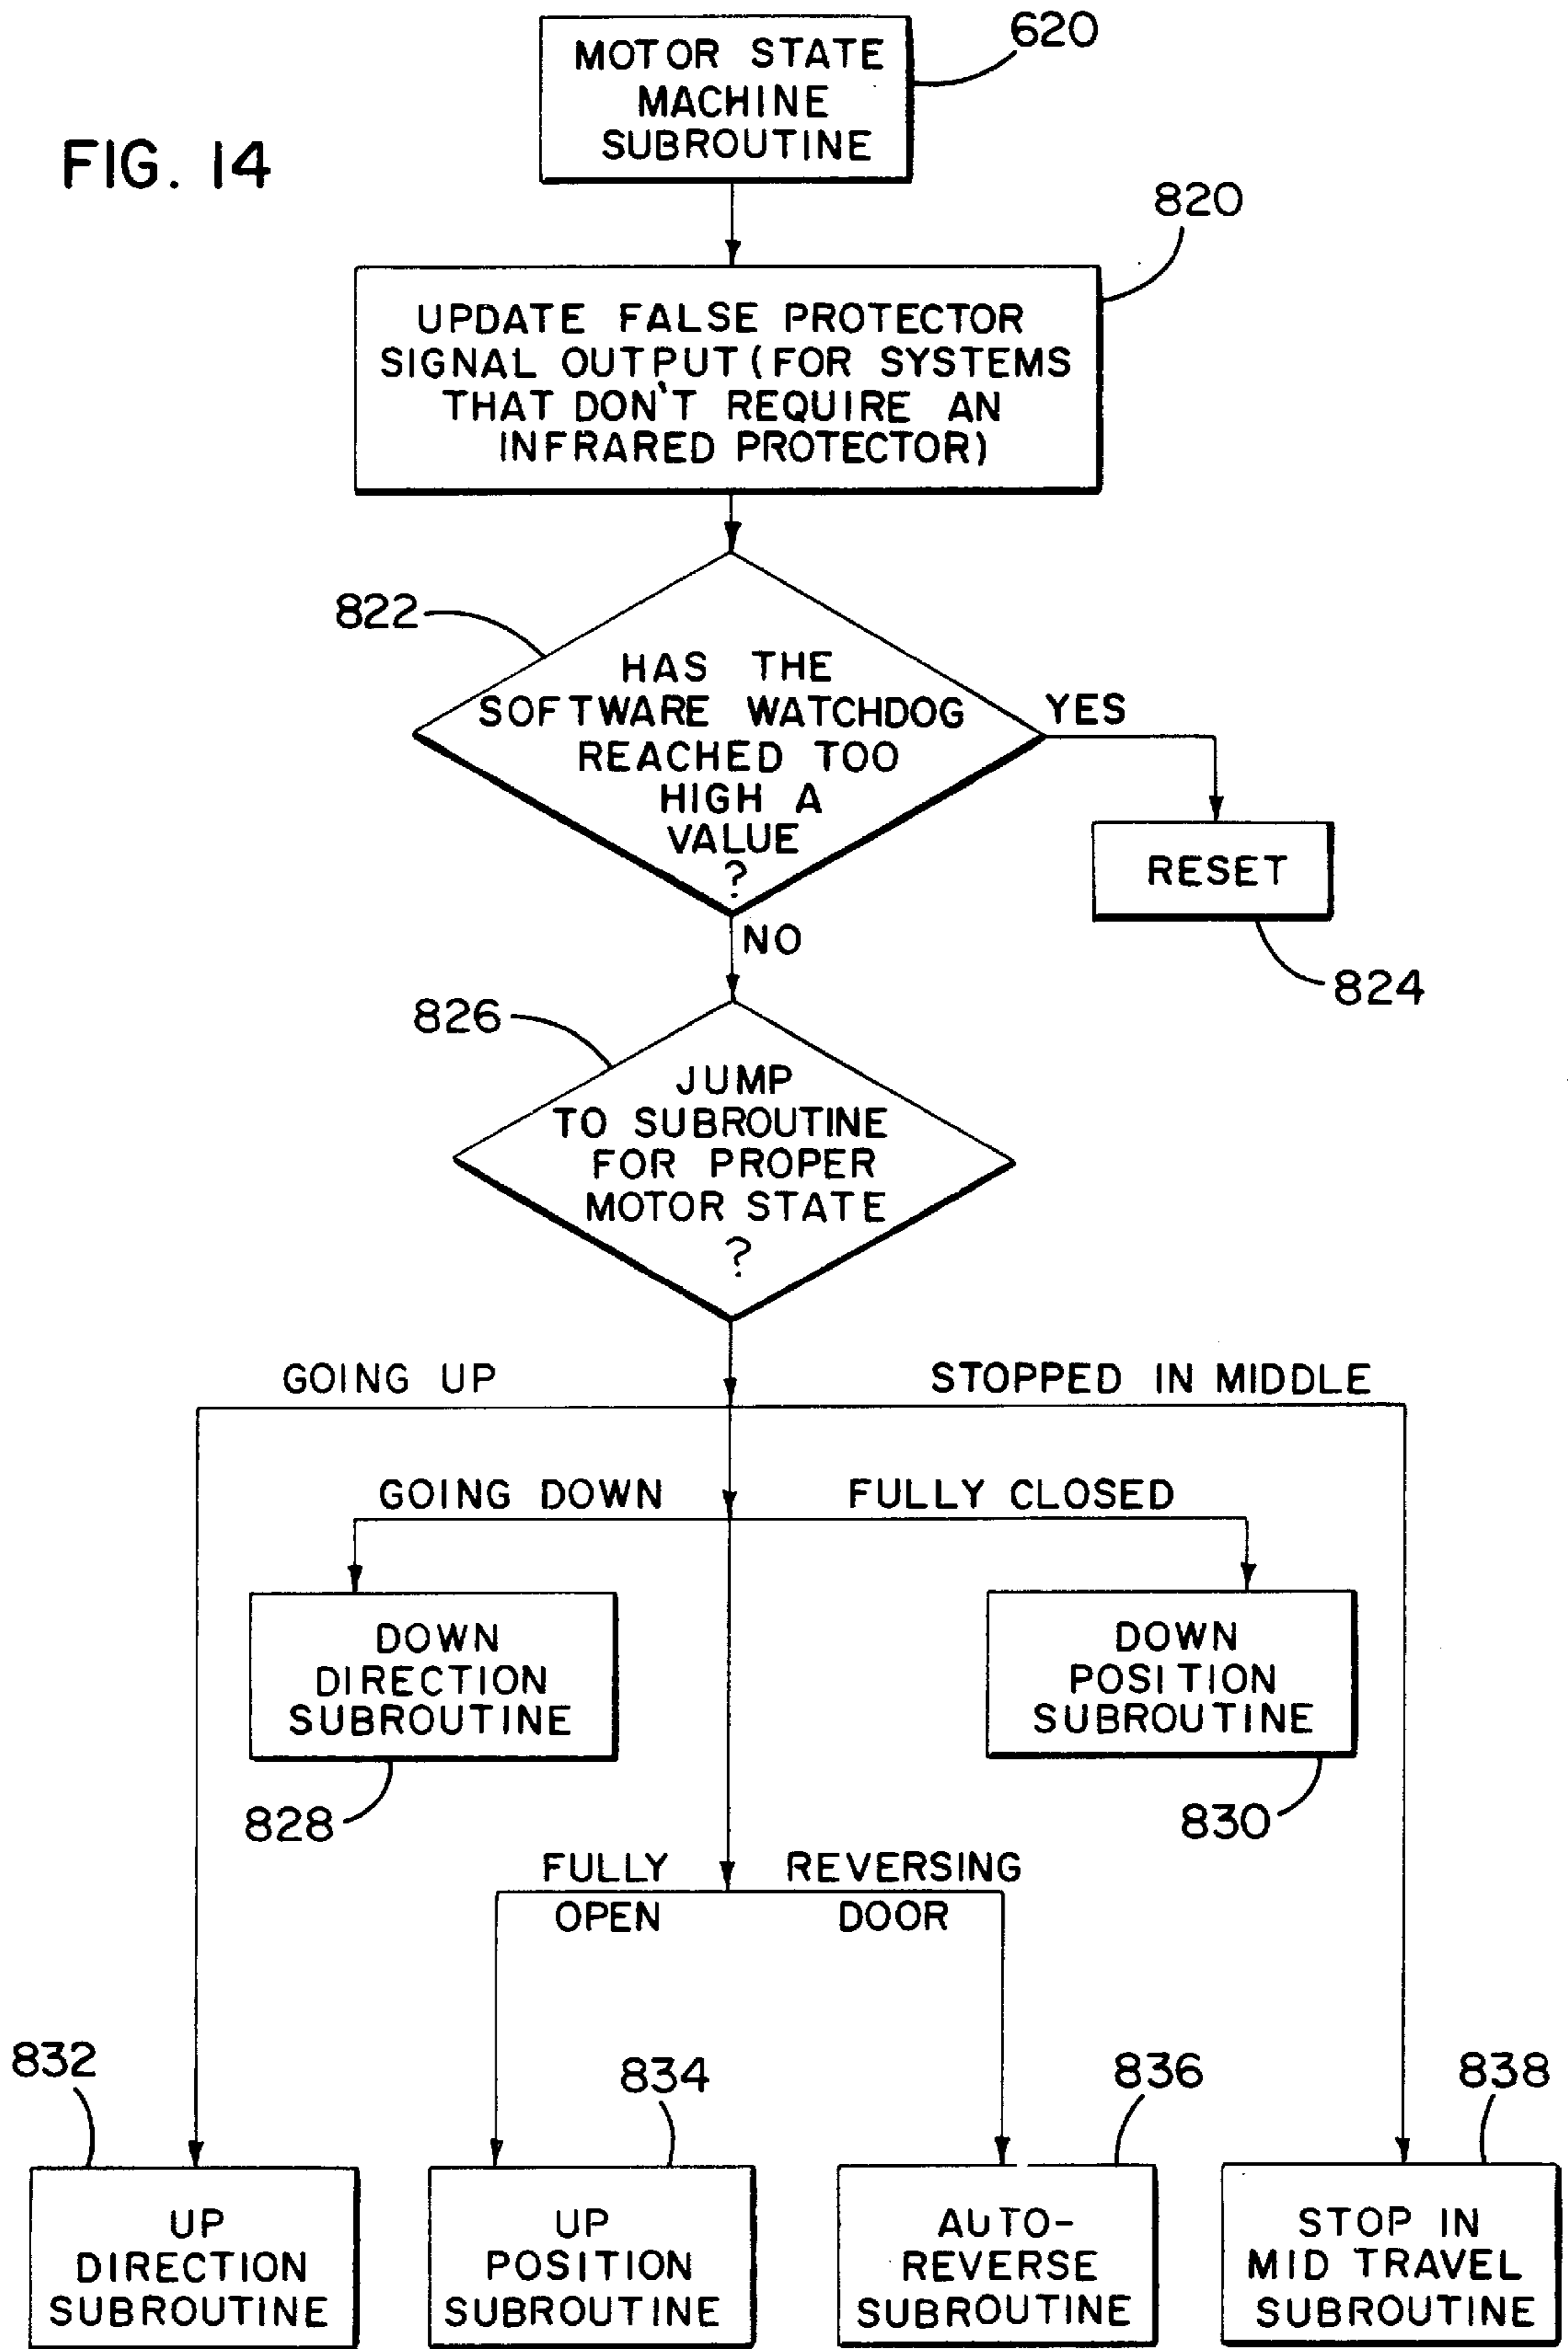 FIG. 14
620
MOTOR STATE
MACHINE
SUBROUTINE
820
UPDATE FALSE PROTECTOR
SIGNAL OUTPUT (FOR SYSTEMS
THAT DON'T REQUIRE AN
INFRARED PROTECTOR)
822
HAS THE
SOFTWARE WATCHDOG
REACHED TOO
HIGH A
VALUE
?
YES
RESET
824
NO
826
JUMP
TO SUBROUTINE
FOR PROPER
MOTOR STATE
?
GOING UP
STOPPED IN MIDDLE
GOING DOWN
FULLY CLOSED
DOWN
DIRECTION
SUBROUTINE
828
DOWN
POSITION
SUBROUTINE
830
FULLY
OPEN
REVERSING
DOOR
832
UP
DIRECTION
SUBROUTINE
834
UP
POSITION
SUBROUTINE
836
AUTO-
REVERSE
SUBROUTINE
838
STOP IN
MID TRAVEL
SUBROUTINE